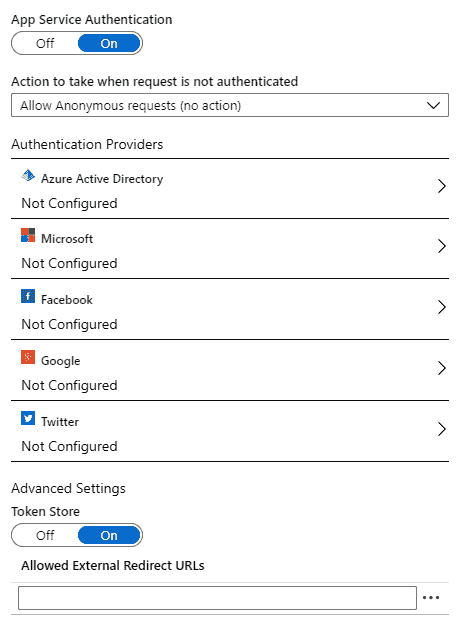 App Service Authentication
Off On
Action to take when request is not authenticated
Allow Anonymous requests (no action)
Authentication Providers
Azure Active Directory
Not Configured
Microsoft
Not Configured
Facebook
Not Configured
Google
Not Configured
Twitter
Not Configured
Advanced Settings
Token Store
Off On
Allowed External Redirect URLs